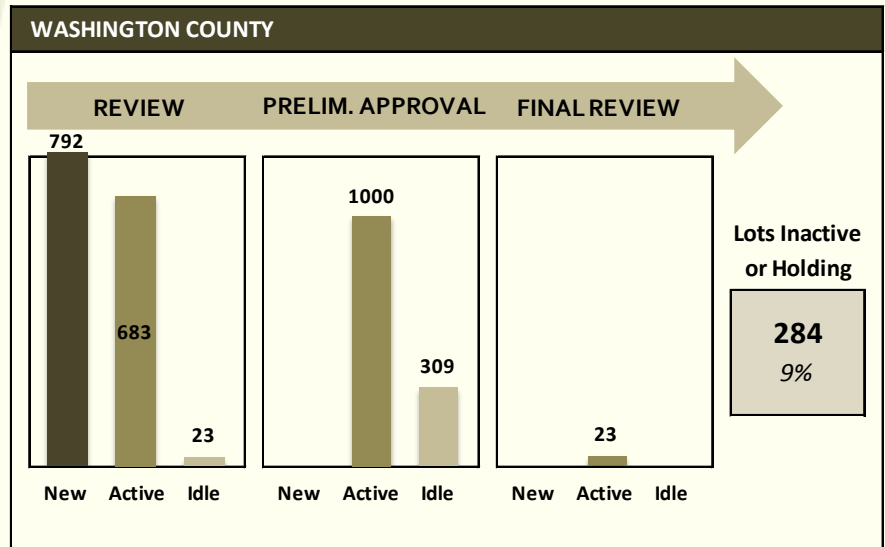 WASHINGTON COUNTY
REVIEW PRELIM. APPROVAL FINAL REVIEW
792
683
23
New Active Idle
1000
309
New Active Idle
23
New Active Idle
Lots Inactive
or Holding
284
9%